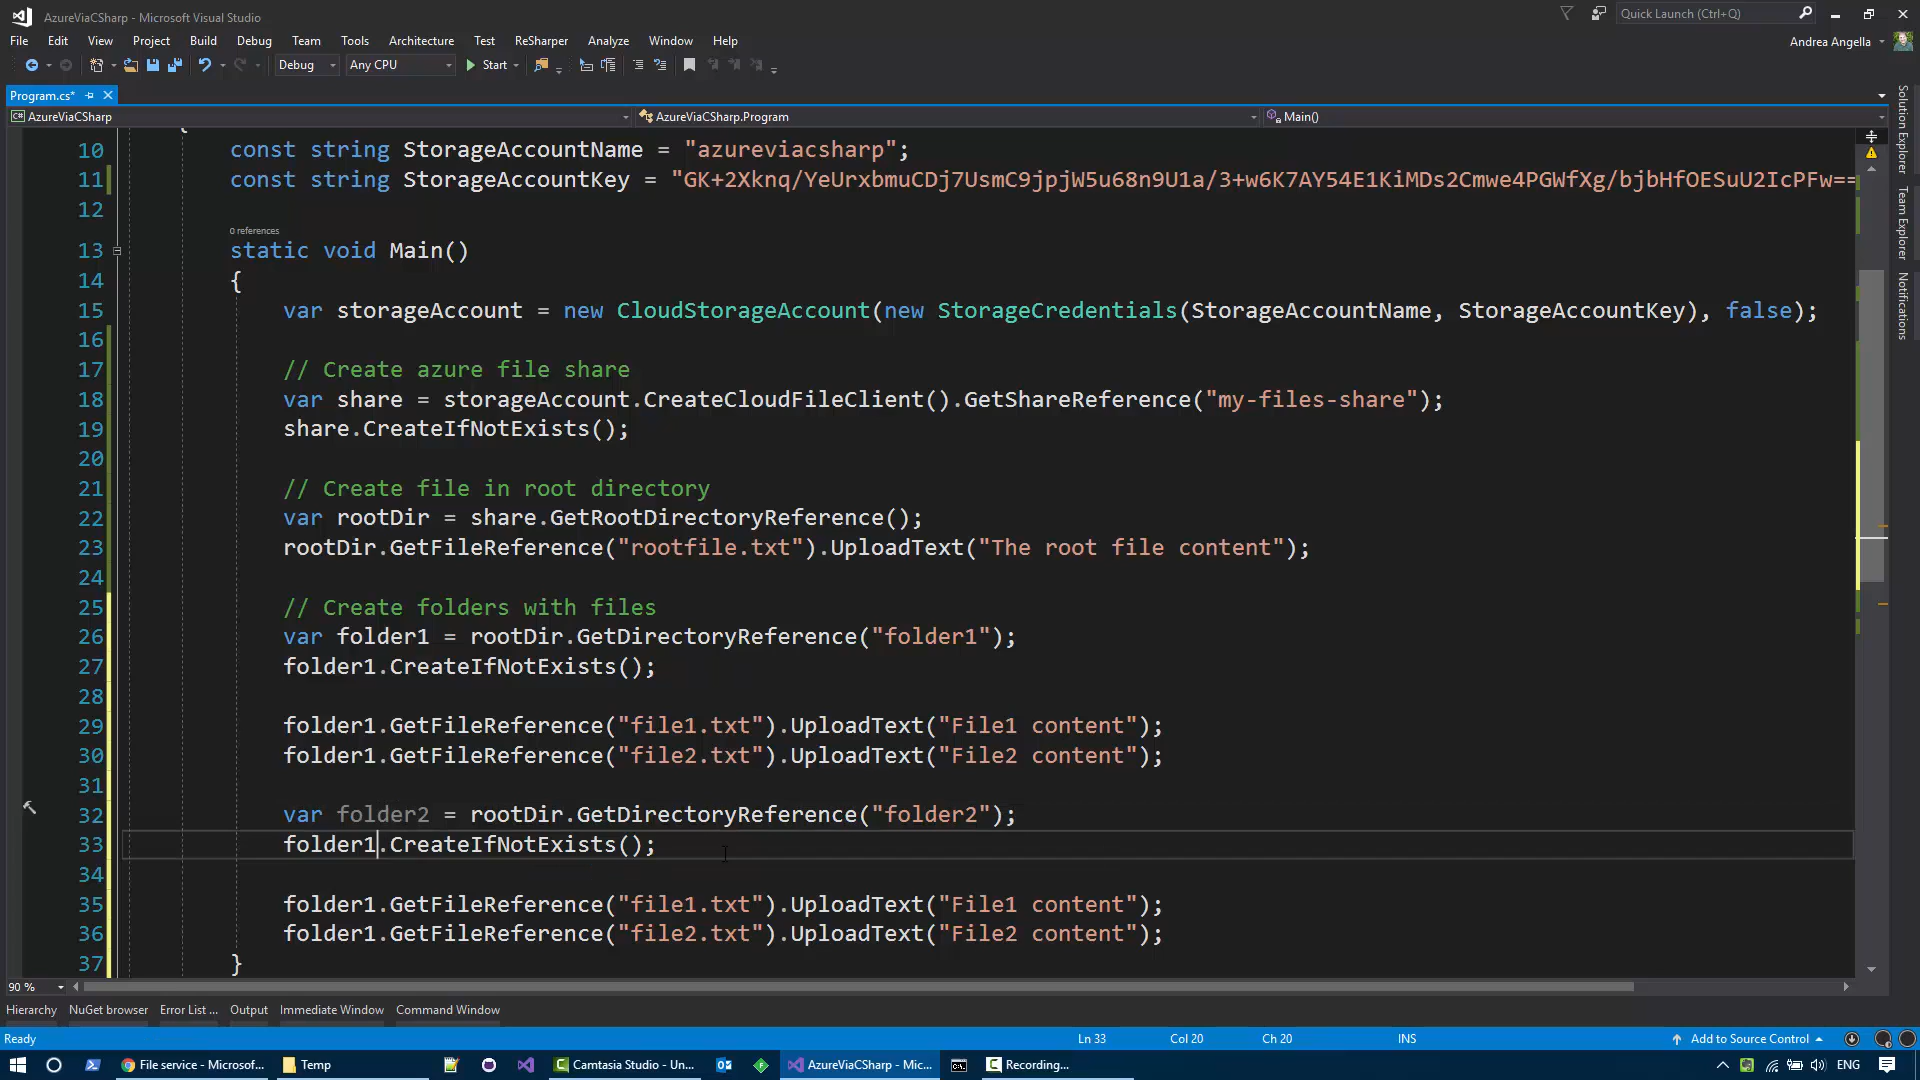 AzureViaCSharp - Microsoft Visual Studio
Quick Launch (Ctrl+Q)
File Edit View Project Build Debug Team Tools Architecture Test ReSharper Analyze Window Help
Andrea Angella
Debug Any CPU Start
Program.cs*
AzureViaCSharp AzureViaCSharp.Program Main()
{
10 const string StorageAccountName = "azureviacsharp";
11 const string StorageAccountKey = "GK+2Xknq/YeUrxbmuCDj7UsmC9jpjW5u68n9U1a/3+w6K7AY54E1KiMDs2Cmwe4PGWfXg/bjbHfOESuU2IcPFw==
12
0 references
13 static void Main()
14 {
15 var storageAccount = new CloudStorageAccount(new StorageCredentials(StorageAccountName, StorageAccountKey), false);
16
17 // Create azure file share
18 var share = storageAccount.CreateCloudFileClient().GetShareReference("my-files-share");
19 share.CreateIfNotExists();
20
21 // Create file in root directory
22 var rootDir = share.GetRootDirectoryReference();
23 rootDir.GetFileReference("rootfile.txt").UploadText("The root file content");
24
25 // Create folders with files
26 var folder1 = rootDir.GetDirectoryReference("folder1");
27 folder1.CreateIfNotExists();
28
29 folder1.GetFileReference("file1.txt").UploadText("File1 content");
30 folder1.GetFileReference("file2.txt").UploadText("File2 content");
31
32 var folder2 = rootDir.GetDirectoryReference("folder2");
33 folder1.CreateIfNotExists();
34
35 folder1.GetFileReference("file1.txt").UploadText("File1 content");
36 folder1.GetFileReference("file2.txt").UploadText("File2 content");
37 }
Solution Explorer
Team Explorer
Notifications
90 %
Hierarchy NuGet browser Error List ... Output Immediate Window Command Window
Ready Ln 33 Col 20 Ch 20 INS Add to Source Control
File service - Microsof... Temp Camtasia Studio - Un... AzureViaCSharp - Mic... Recording... ENG